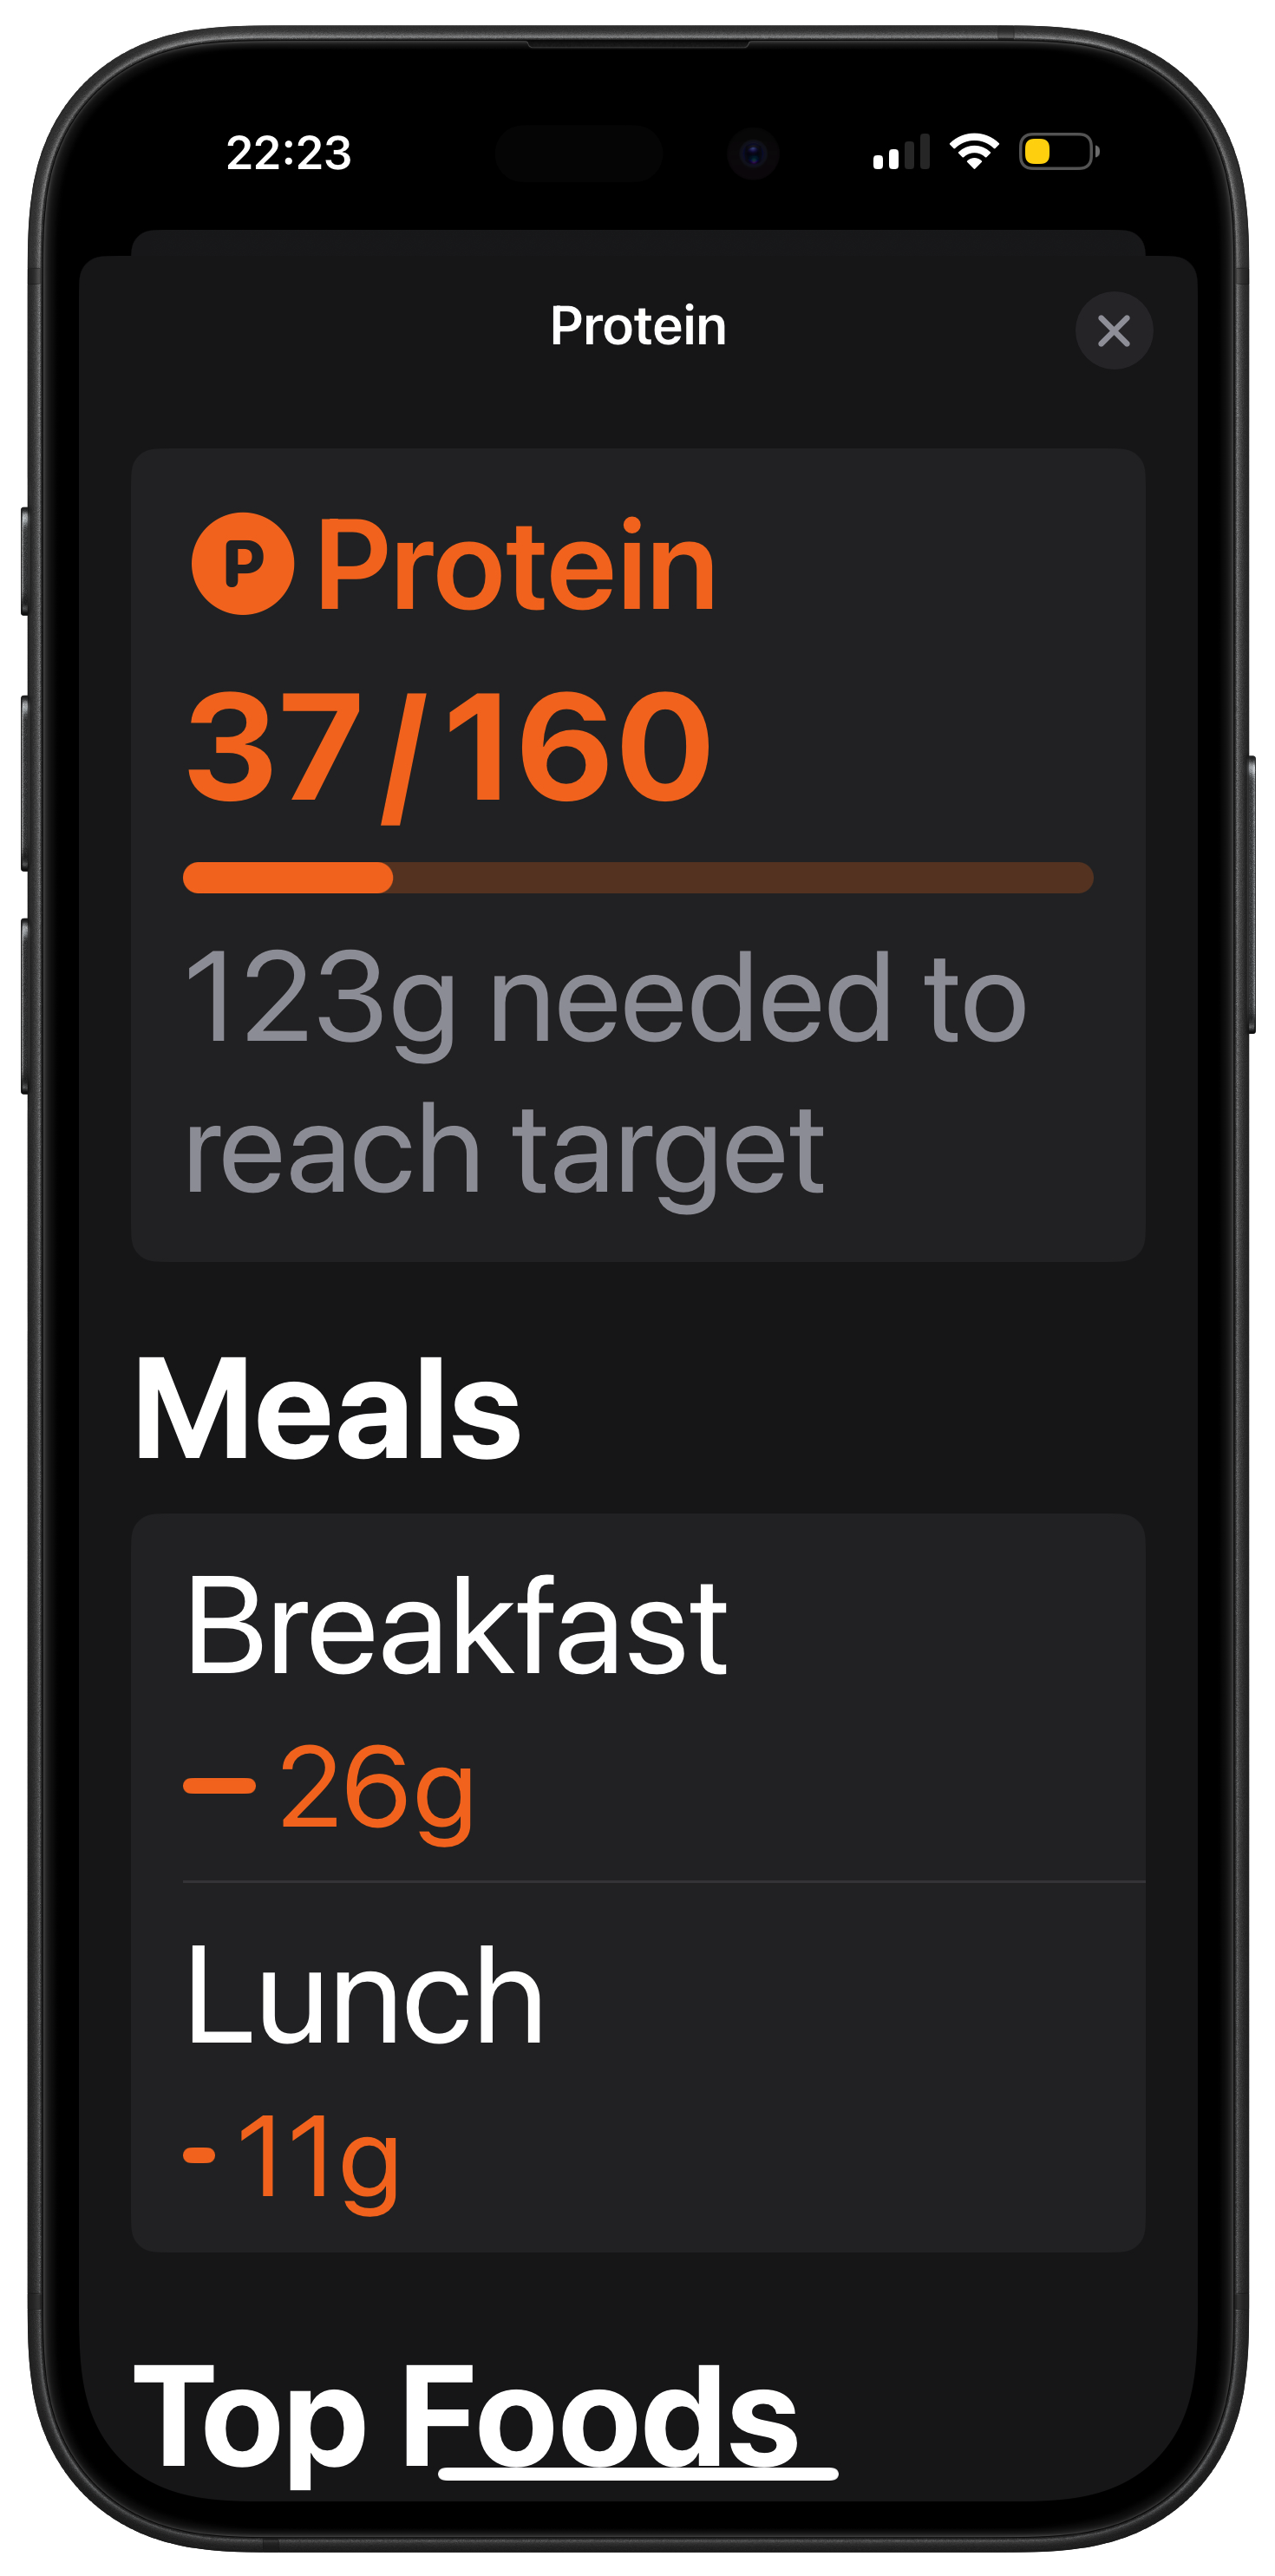 22:23
Protein
P Protein
37/160
123g needed to
reach target
Meals
Breakfast
26g
Lunch
11g
Top Foods